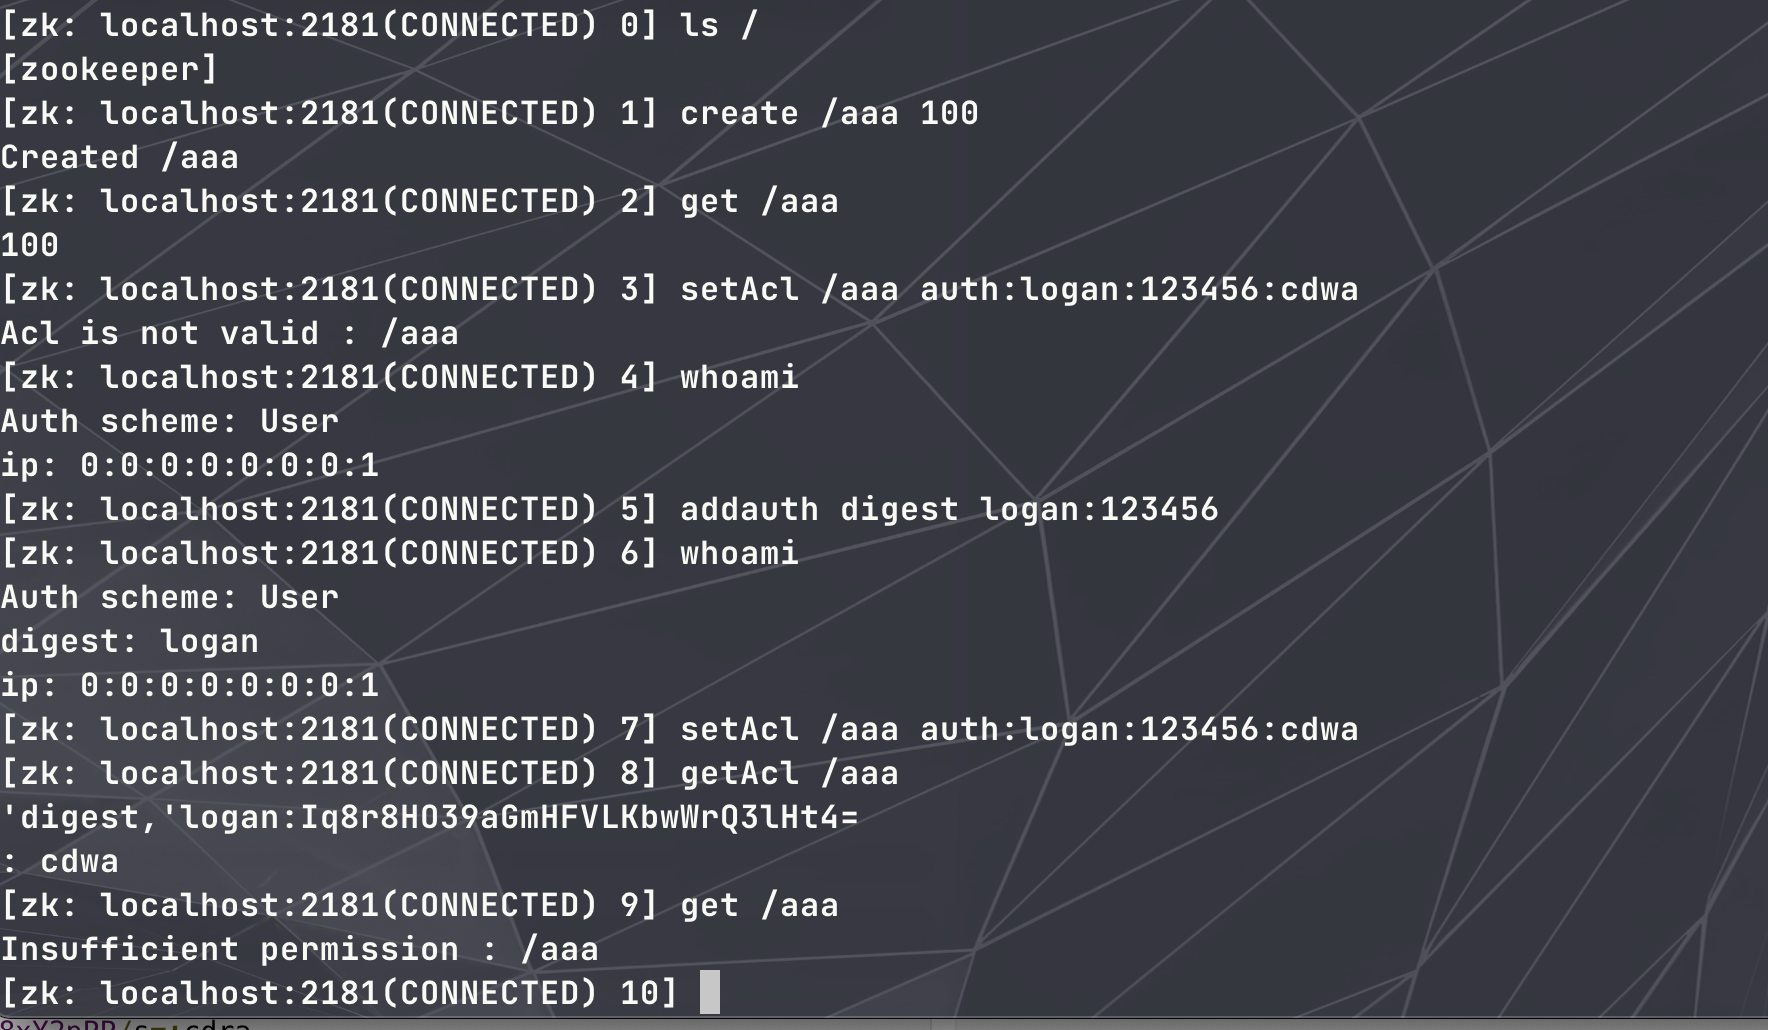 [zk: localhost:2181(CONNECTED) 0] ls /
[zookeeper]
[zk: localhost:2181(CONNECTED) 1] create /aaa 100
Created /aaa
[zk: localhost:2181(CONNECTED) 2] get /aaa
100
[zk: localhost:2181(CONNECTED) 3] setAcl /aaa auth:logan:123456:cdwa
Acl is not valid : /aaa
[zk: localhost:2181(CONNECTED) 4] whoami
Auth scheme: User
ip: 0:0:0:0:0:0:0:1
[zk: localhost:2181(CONNECTED) 5] addauth digest logan:123456
[zk: localhost:2181(CONNECTED) 6] whoami
Auth scheme: User
digest: logan
ip: 0:0:0:0:0:0:0:1
[zk: localhost:2181(CONNECTED) 7] setAcl /aaa auth:logan:123456:cdwa
[zk: localhost:2181(CONNECTED) 8] getAcl /aaa
'digest,'logan:Iq8r8HO39aGmHFVLKbwWrQ3lHt4=
: cdwa
[zk: localhost:2181(CONNECTED) 9] get /aaa
Insufficient permission : /aaa
[zk: localhost:2181(CONNECTED) 10]